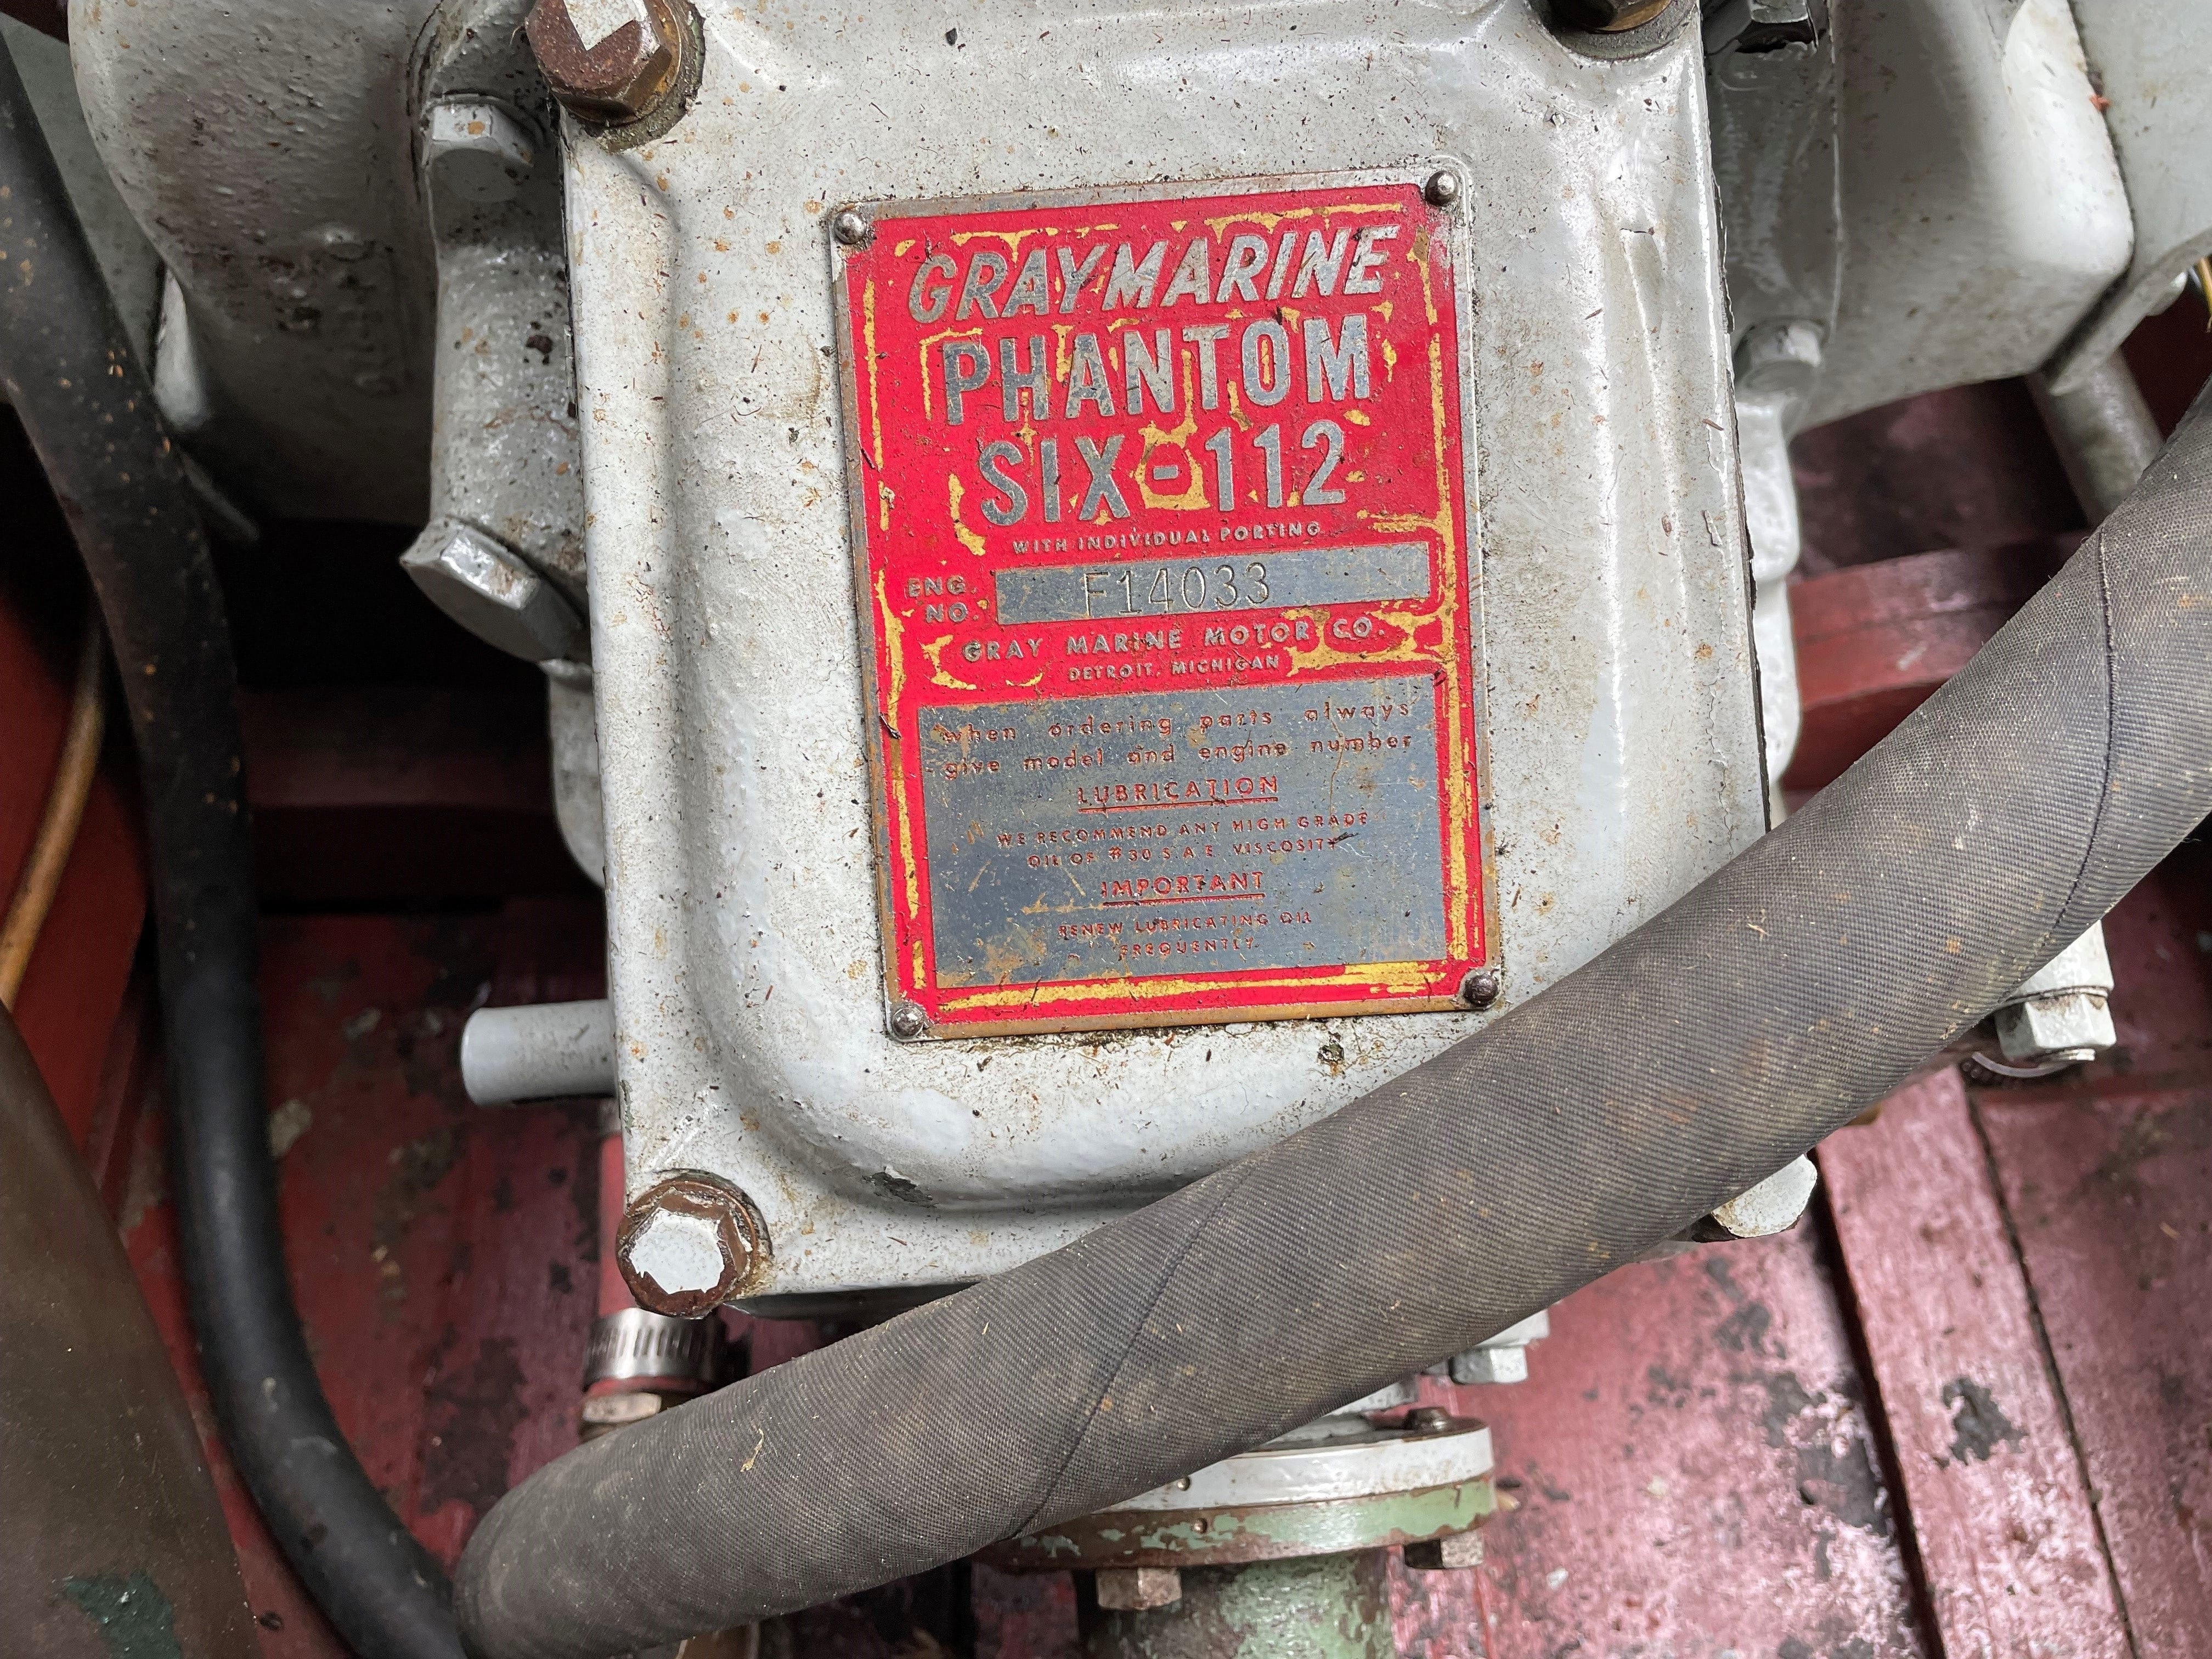 GRAYMARINE
PHANTOM
SIX-112
WITH INDIVIDUAL PORTING
ENG. NO. F14033
GRAY MARINE MOTOR CO.
DETROIT, MICHIGAN
when ordering parts always
give model and engine number
LUBRICATION
WE RECOMMEND ANY HIGH GRADE
OIL OF #30 S.A.E. VISCOSITY
IMPORTANT
RENEW LUBRICATING OIL
FREQUENTLY.